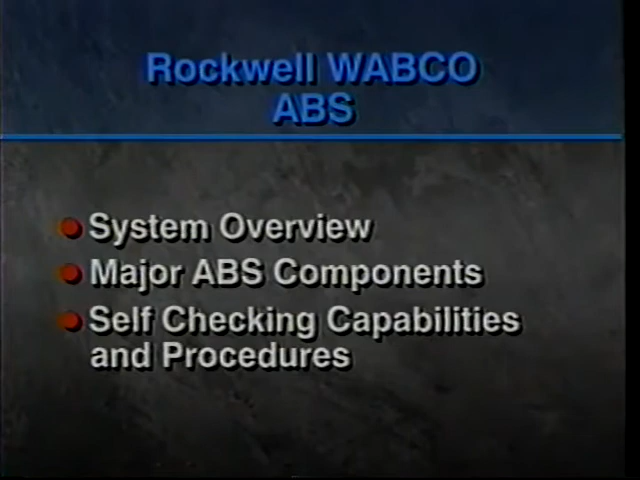 Rockwell WABCO
ABS
System Overview
Major ABS Components
Self Checking Capabilities
and Procedures